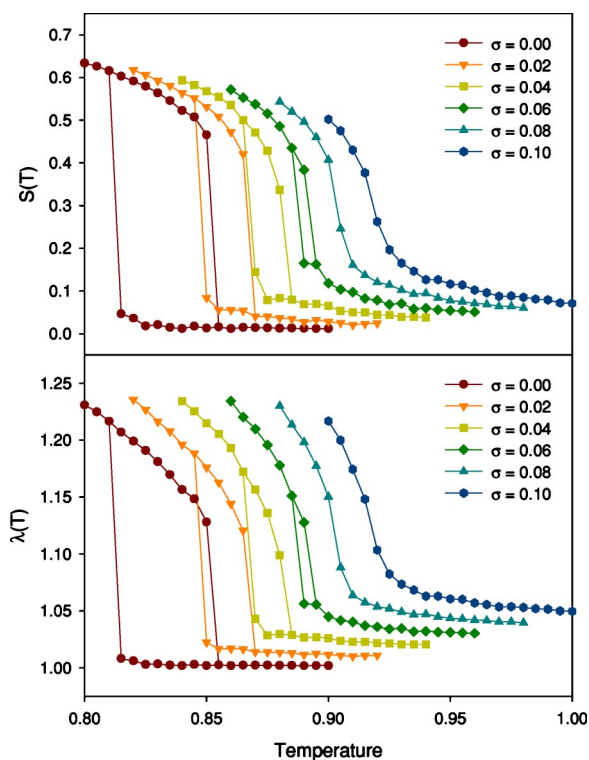 0.7
0.6
0.5
0.4
0.3
0.2
0.1
0.0
S(T)
σ = 0.00
σ = 0.02
σ = 0.04
σ = 0.06
σ = 0.08
σ = 0.10
1.25
1.20
1.15
1.10
1.05
1.00
λ(T)
σ = 0.00
σ = 0.02
σ = 0.04
σ = 0.06
σ = 0.08
σ = 0.10
0.80 0.85 0.90 0.95 1.00
Temperature